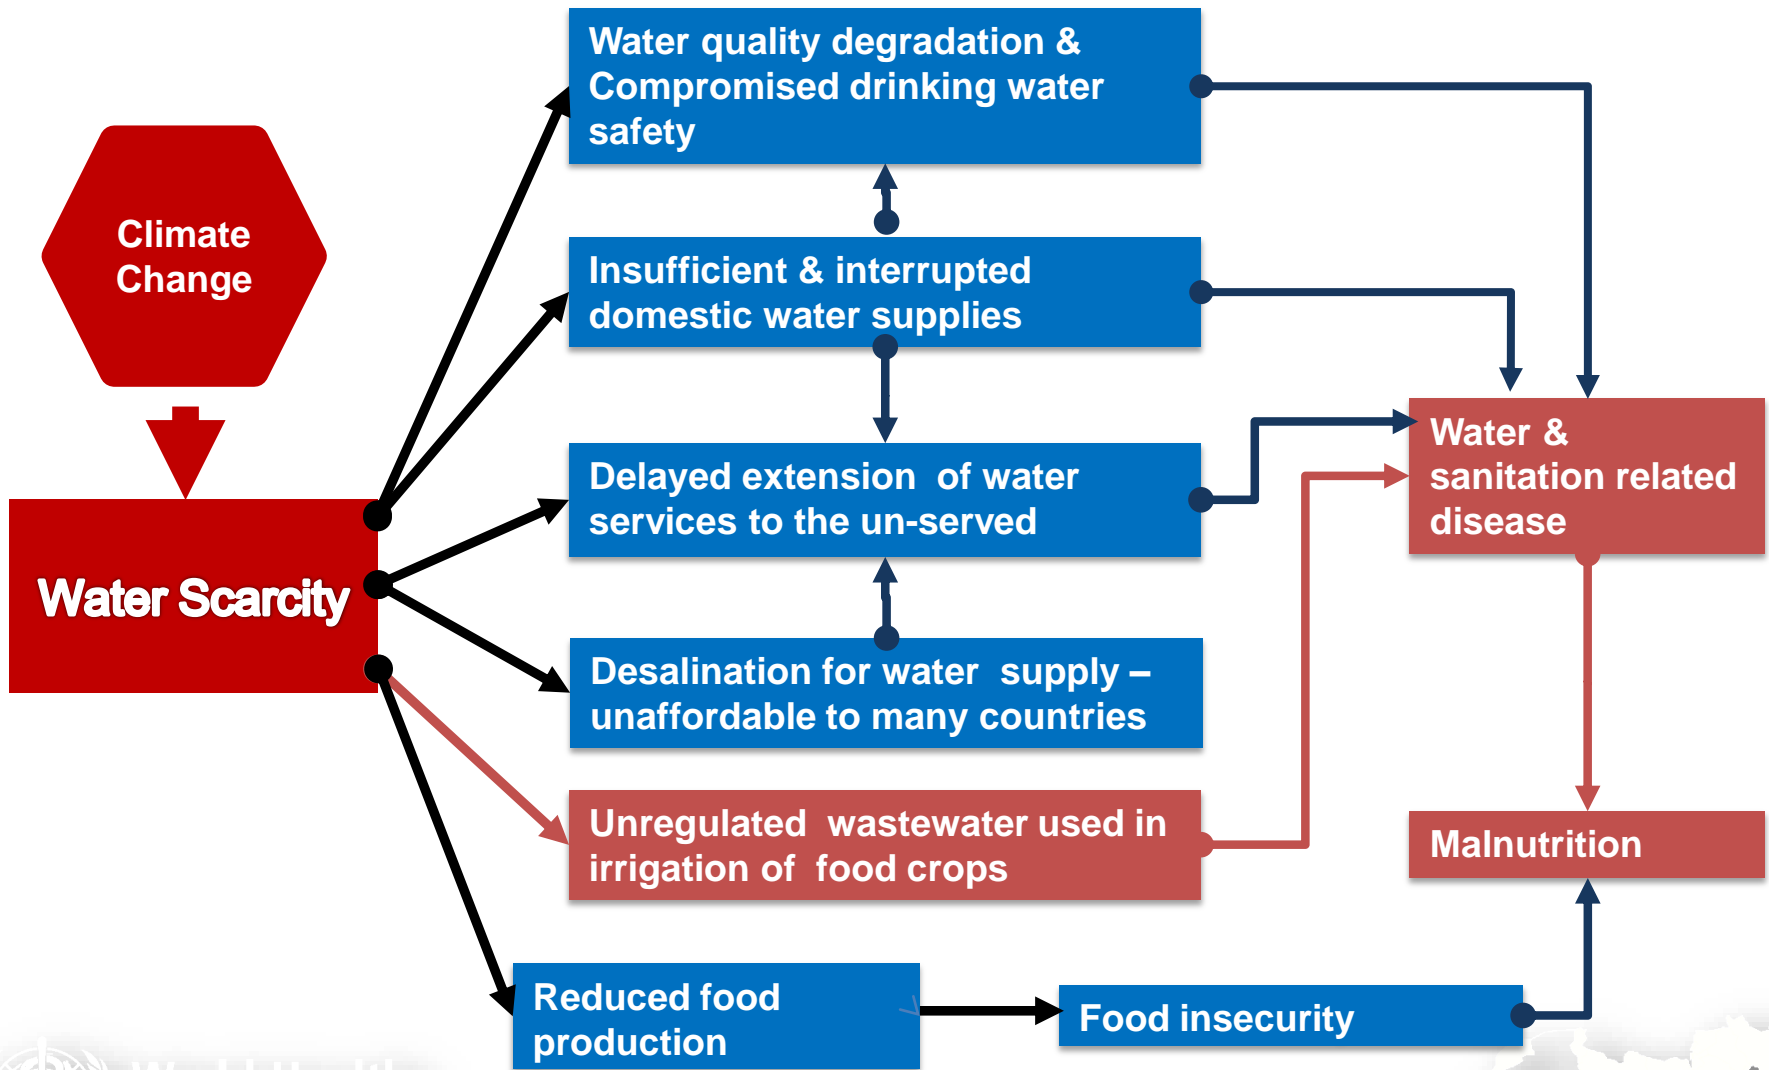 Water quality degradation &
Compromised drinking water
safety
Climate
Change
Insufficient & interrupted
domestic water supplies
Delayed extension  of water
services to the un-served
Water &
sanitation related
disease
Water Scarcity
Desalination for water  supply –
unaffordable to many countries
Unregulated  wastewater used in
irrigation of  food crops
Malnutrition
Reduced food
production
Food insecurity
World Health